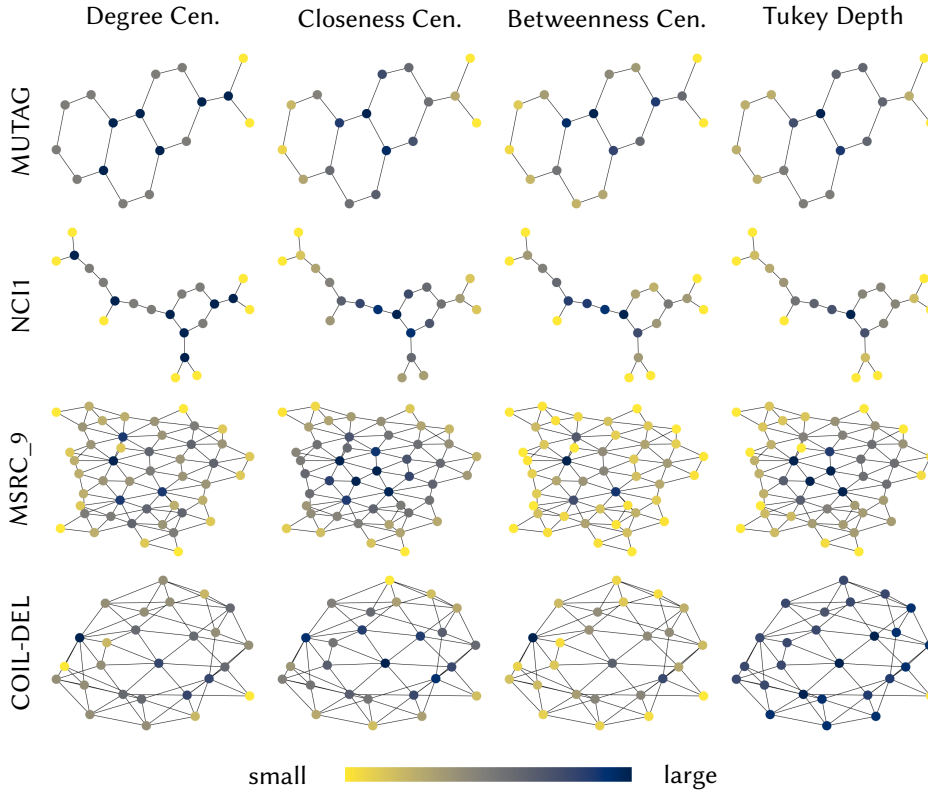 Degree Cen. Closeness Cen. Betweenness Cen. Tukey Depth
MUTAG
NCI1
MSRC_9
COIL-DEL
small large